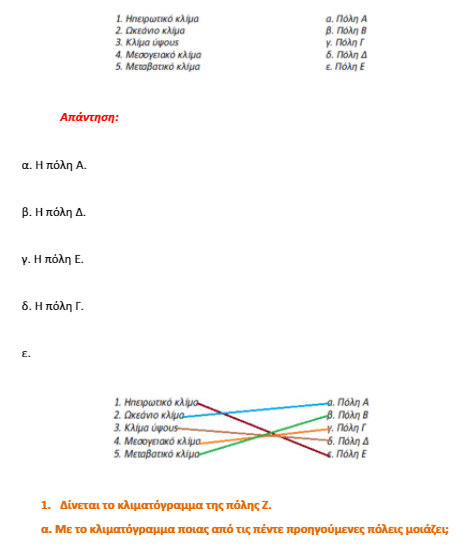 1. Ηπειρωτικό κλίμα α. Πόλη Α
2. Ωκεάνιο κλίμα β. Πόλη Β
3. Κλίμα ύψους γ. Πόλη Γ
4. Μεσογειακό κλίμα δ. Πόλη Δ
5. Μεταβατικό κλίμα ε. Πόλη Ε
Απάντηση:
α. Η πόλη Α.
β. Η πόλη Δ.
γ. Η πόλη Ε.
δ. Η πόλη Γ.
ε.
1. Ηπειρωτικό κλίμα α. Πόλη Α
2. Ωκεάνιο κλίμα β. Πόλη Β
3. Κλίμα ύψους γ. Πόλη Γ
4. Μεσογειακό κλίμα δ. Πόλη Δ
5. Μεταβατικό κλίμα ε. Πόλη Ε
1. Δίνεται το κλιματόγραμμα της πόλης Ζ.
α. Με το κλιματόγραμμα ποιας από τις πέντε προηγούμενες πόλεις μοιάζει;